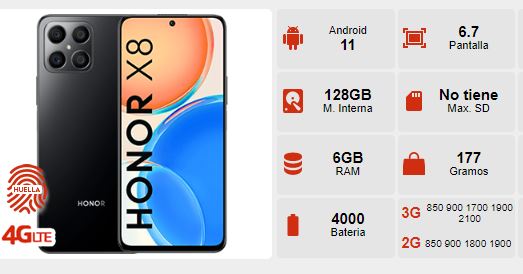 HONOR X8
HONOR
HUELLA
4G LTE
Android
11
6.7
Pantalla
128GB
M. Interna
No tiene
Max. SD
6GB
RAM
177
Gramos
4000
Bateria
3G 850 900 1700 1900
2100
2G 850 900 1800 1900